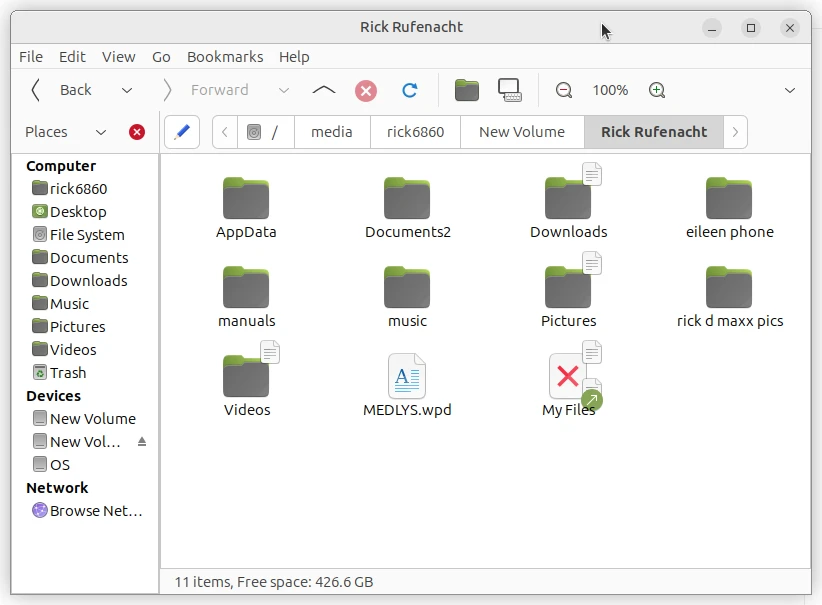 Rick Rufenacht
File Edit View Go Bookmarks Help
Back Forward 100%
Places / media rick6860 New Volume Rick Rufenacht
Computer
rick6860
Desktop
File System
Documents
Downloads
Music
Pictures
Videos
Trash
Devices
New Volume
New Vol...
OS
Network
Browse Net...
AppData Documents2 Downloads eileen phone
manuals music Pictures rick d maxx pics
A
Videos MEDLYS.wpd My Files
11 items, Free space: 426.6 GB